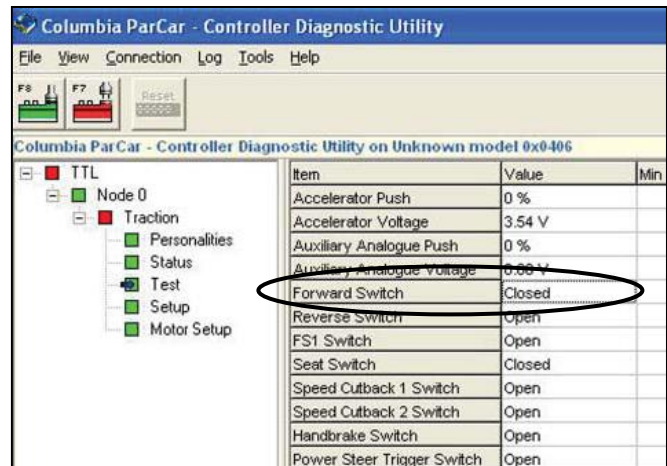 Columbia ParCar - Controller Diagnostic Utility
File View Connection Log Tools Help
F8 F7 Reset
Columbia ParCar - Controller Diagnostic Utility on Unknown model 0x0406
TTL
Node 0
Traction
Personalities
Status
Test
Setup
Motor Setup
Item Value Min
Accelerator Push 0 %
Accelerator Voltage 3.54 V
Auxiliary Analogue Push 0 %
Auxiliary Analogue Voltage V
Forward Switch Closed
Reverse Switch Open
FS1 Switch Open
Seat Switch Closed
Speed Cutback 1 Switch Open
Speed Cutback 2 Switch Open
Handbrake Switch Open
Power Steer Trigger Switch Open